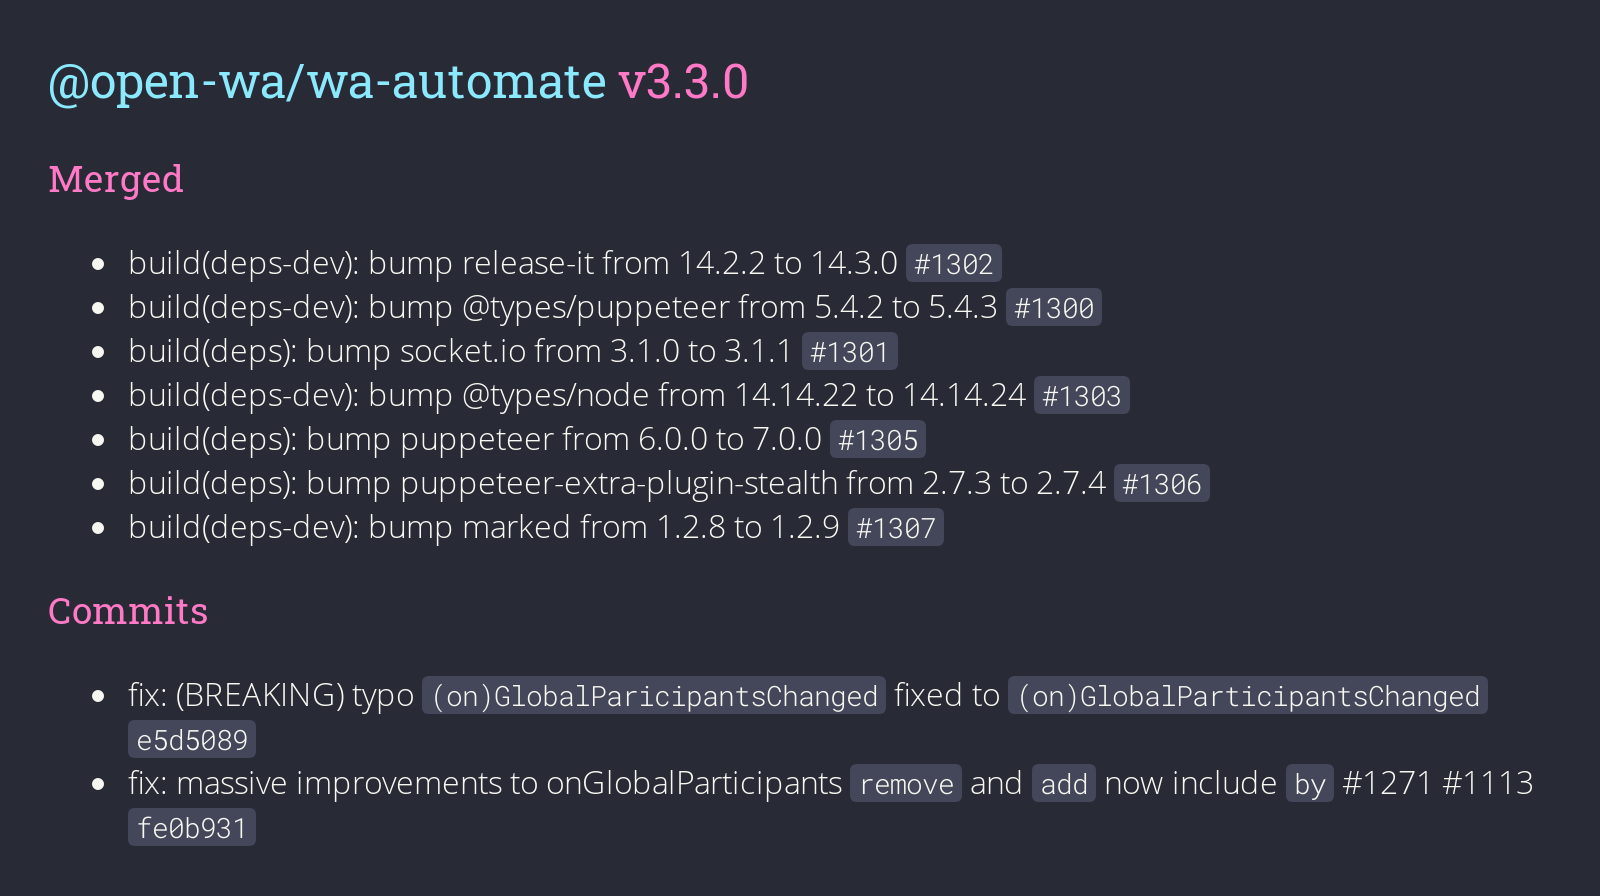 @open-wa/wa-automate v3.3.0
Merged
build(deps-dev): bump release-it from 14.2.2 to 14.3.0 #1302
build(deps-dev): bump @types/puppeteer from 5.4.2 to 5.4.3 #1300
build(deps): bump socket.io from 3.1.0 to 3.1.1 #1301
build(deps-dev): bump @types/node from 14.14.22 to 14.14.24 #1303
build(deps): bump puppeteer from 6.0.0 to 7.0.0 #1305
build(deps): bump puppeteer-extra-plugin-stealth from 2.7.3 to 2.7.4 #1306
build(deps-dev): bump marked from 1.2.8 to 1.2.9 #1307
Commits
fix: (BREAKING) typo (on)GlobalParicipantsChanged fixed to (on)GlobalParticipantsChanged
e5d5089
fix: massive improvements to onGlobalParticipants remove and add now include by #1271 #1113
fe0b931